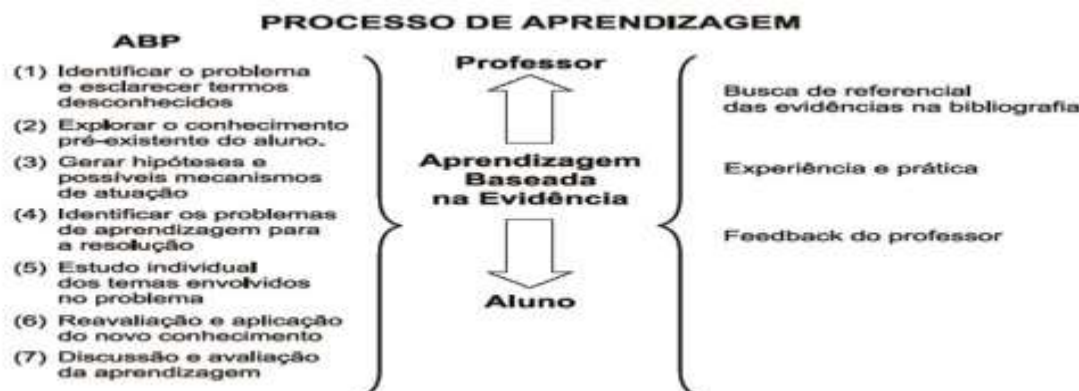 PROCESSO DE APRENDIZAGEM
ABP
(1) Identificar o problema
e esclarecer termos
desconhecidos
(2) Explorar o conhecimento
pré-existente do aluno.
(3) Gerar hipóteses e
possíveis mecanismos
de atuação
(4) Identificar os problemas
de aprendizagem para
a resolução
(5) Estudo individual
dos temas envolvidos
no problema
(6) Reavaliação e aplicação
do novo conhecimento
(7) Discussão e avaliação
da aprendizagem
Professor
Aprendizagem
Baseada
na Evidência
Aluno
Busca de referencial
das evidências na bibliografia
Experiência e prática
Feedback do professor